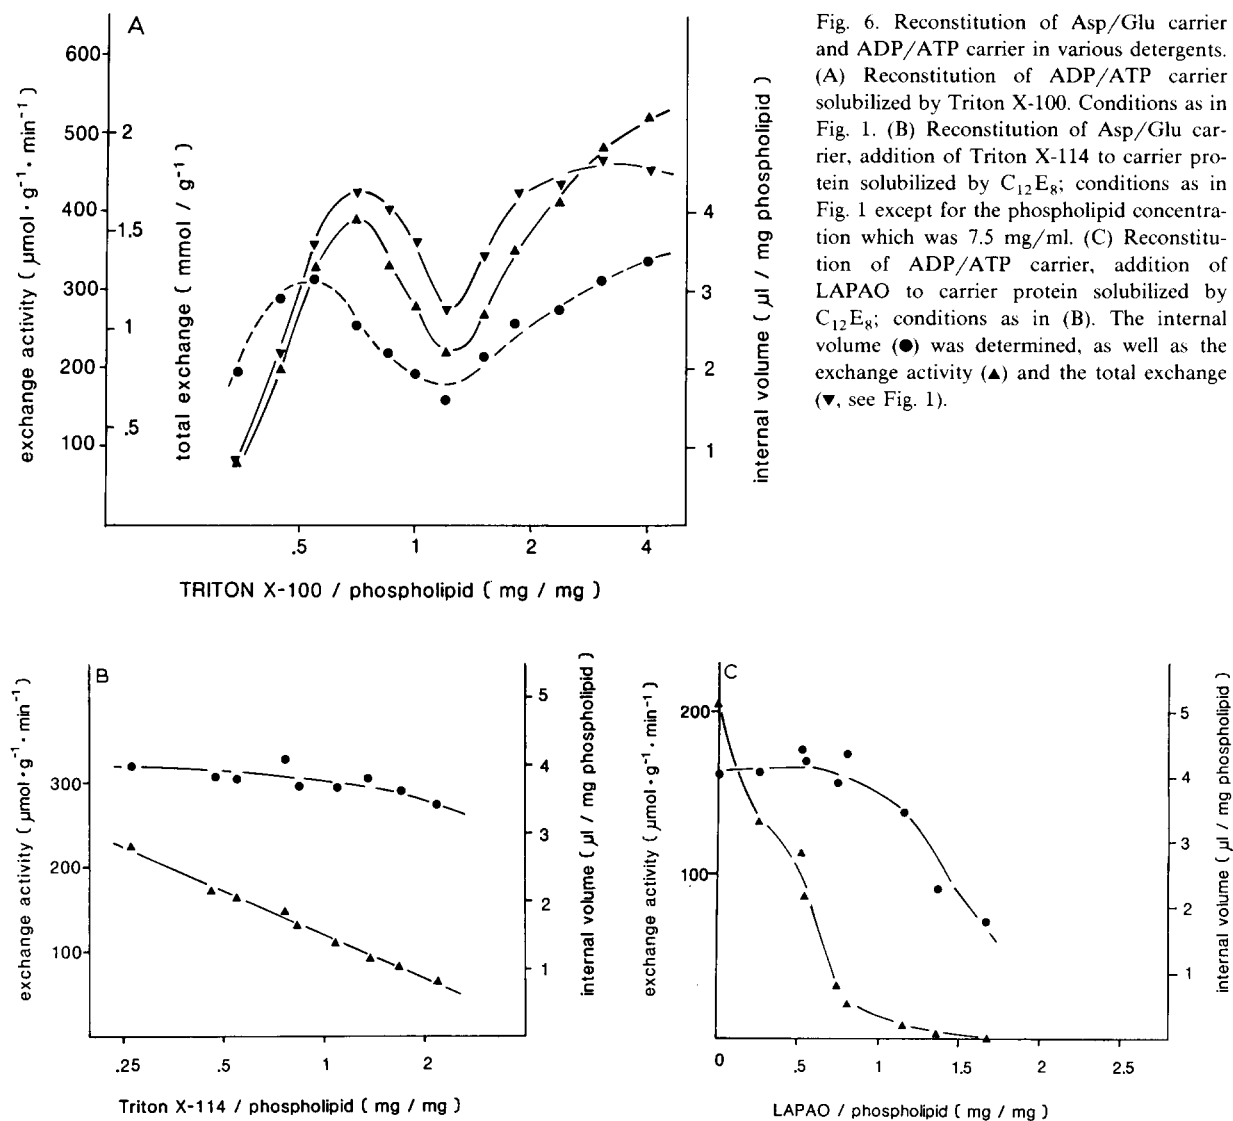 A
600
500
400
300
200
100
exchange activity ( μmol · g⁻¹ · min⁻¹ )
2
1.5
1
.5
total exchange ( mmol / g⁻¹ )
4
3
2
1
internal volume ( μl / mg phospholipid )
.5 1 2 4
TRITON X-100 / phospholipid ( mg / mg )
Fig. 6. Reconstitution of Asp/Glu carrier
and ADP/ATP carrier in various detergents.
(A) Reconstitution of ADP/ATP carrier
solubilized by Triton X-100. Conditions as in
Fig. 1. (B) Reconstitution of Asp/Glu car-
rier, addition of Triton X-114 to carrier pro-
tein solubilized by C₁₂E₈; conditions as in
Fig. 1 except for the phospholipid concentra-
tion which was 7.5 mg/ml. (C) Reconstitu-
tion of ADP/ATP carrier, addition of
LAPAO to carrier protein solubilized by
C₁₂E₈; conditions as in (B). The internal
volume (●) was determined, as well as the
exchange activity (▲) and the total exchange
(▼, see Fig. 1).
B
300
200
100
exchange activity ( μmol · g⁻¹ · min⁻¹ )
5
4
3
2
1
internal volume ( μl / mg phospholipid )
.25 .5 1 2
Triton X-114 / phospholipid ( mg / mg )
C
200
100
exchange activity ( μmol · g⁻¹ · min⁻¹ )
5
4
3
2
1
internal volume ( μl / mg phospholipid )
0 .5 1 1.5 2 2.5
LAPAO / phospholipid ( mg / mg )